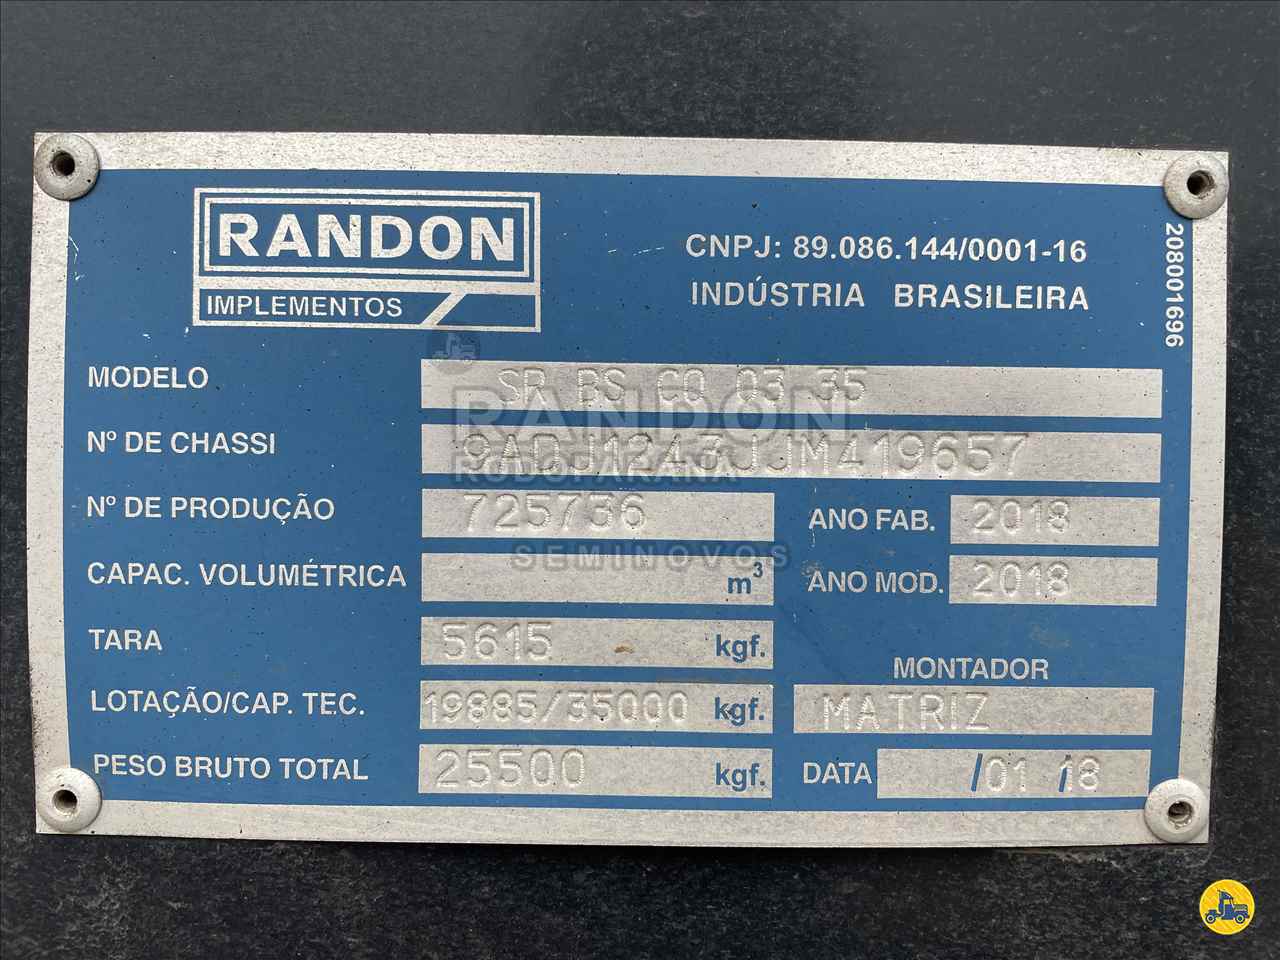 RANDON
IMPLEMENTOS
CNPJ: 89.086.144/0001-16
INDÚSTRIA BRASILEIRA
208001696
MODELO SR BS CO 03 35
Nº DE CHASSI 9ADJ1243JJM419657
Nº DE PRODUÇÃO 725736 ANO FAB. 2018
CAPAC. VOLUMÉTRICA m³ ANO MOD. 2018
TARA 5615 kgf.
MONTADOR
LOTAÇÃO/CAP. TEC. 19885/35000 kgf. MATRIZ
PESO BRUTO TOTAL 25500 kgf. DATA /01/18
RANDON
RODOPARANÁ
SEMINOVOS